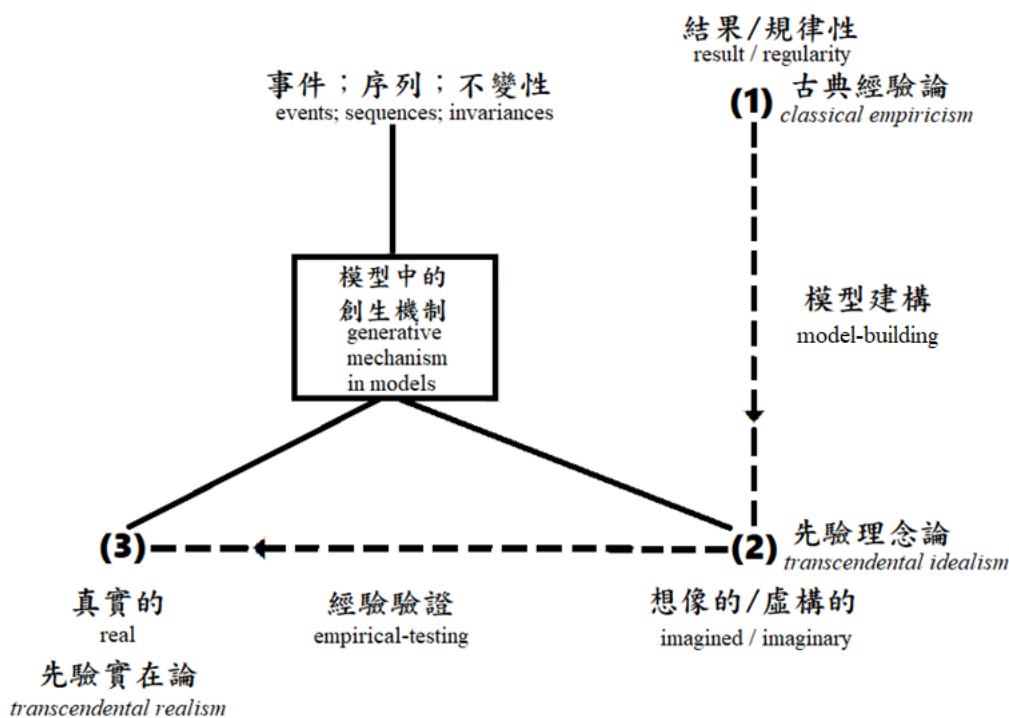 結果/規律性
result / regularity
事件；序列；不變性
events; sequences; invariances
(1)
古典經驗論
classical empiricism
模型中的
創生機制
generative
mechanism
in models
模型建構
model-building
(3)
(2)
先驗理念論
transcendental idealism
真實的
real
經驗驗證
empirical-testing
想像的/虛構的
imagined / imaginary
先驗實在論
transcendental realism